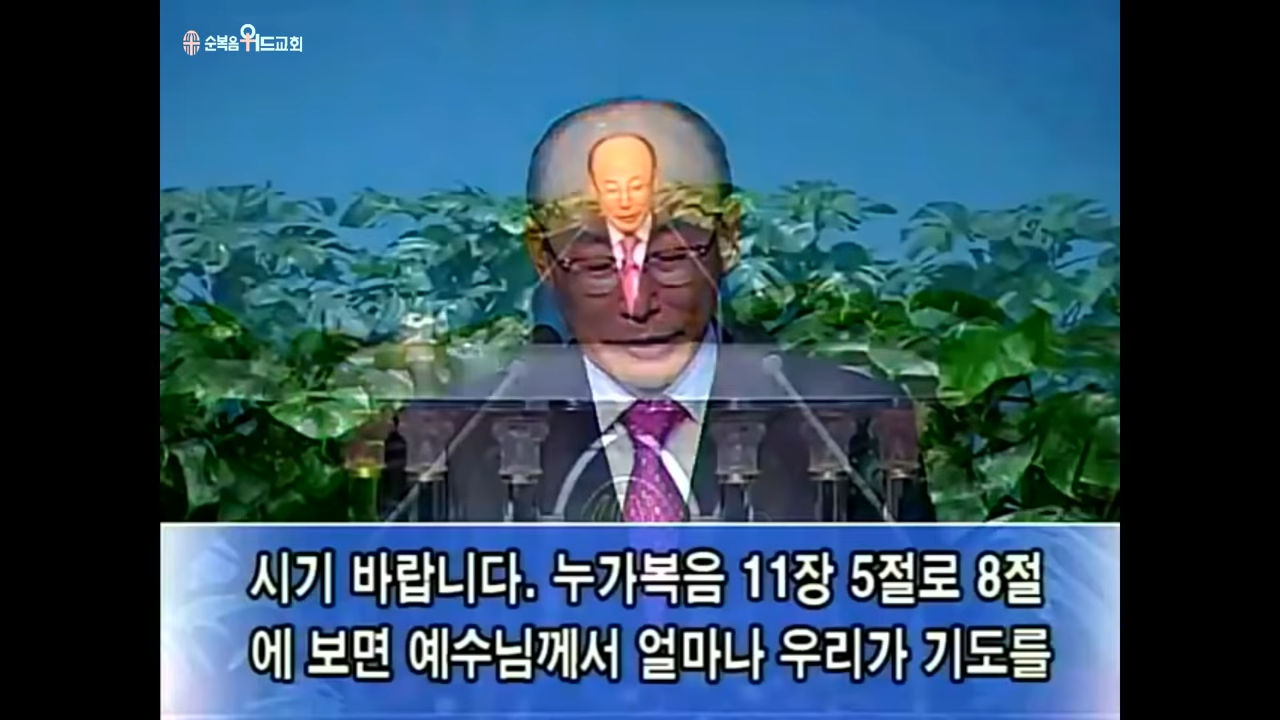 순복음워드교회
시기 바랍니다. 누가복음 11장 5절로 8절
에 보면 예수님께서 얼마나 우리가 기도를